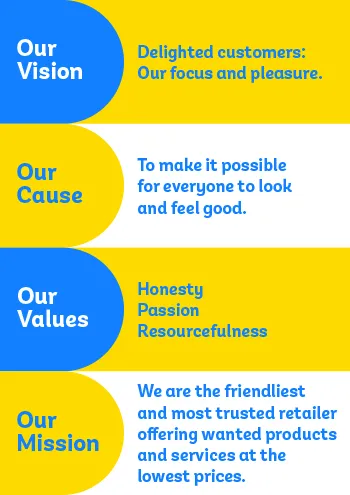 Our
Vision
Delighted customers:
Our focus and pleasure.
Our
Cause
To make it possible
for everyone to look
and feel good.
Our
Values
Honesty
Passion
Resourcefulness
Our
Mission
We are the friendliest
and most trusted retailer
offering wanted products
and services at the
lowest prices.